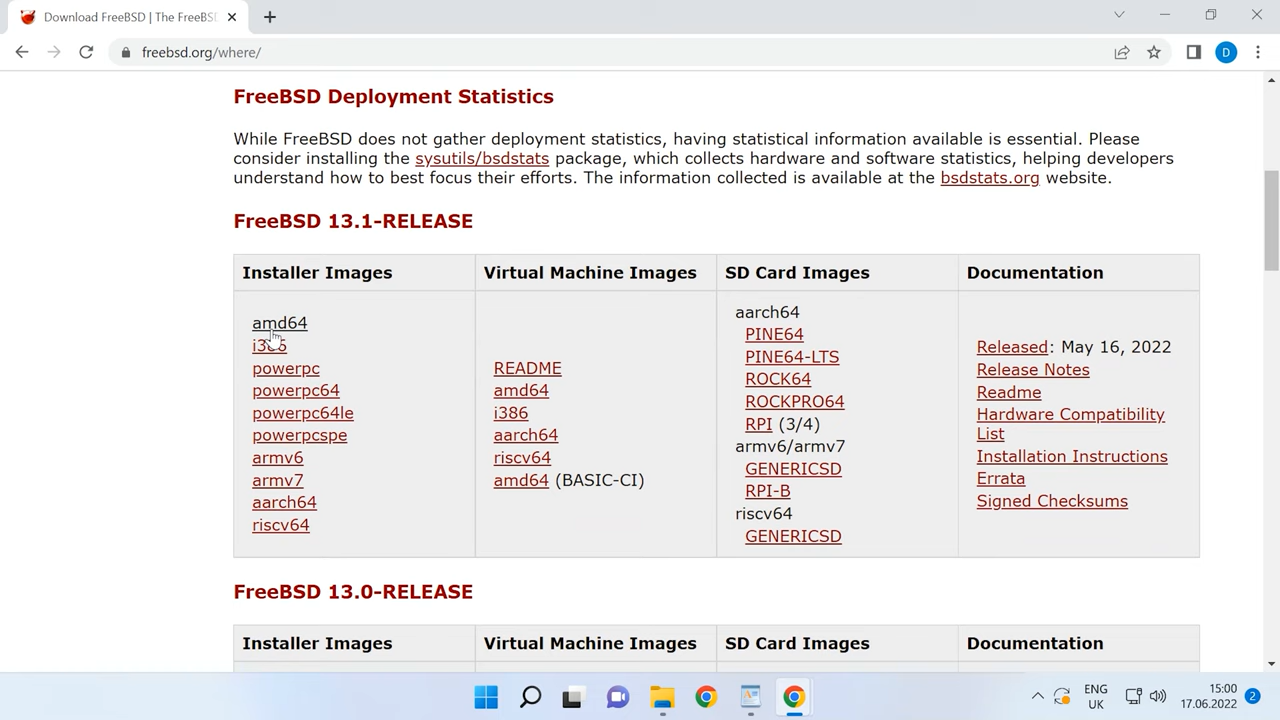 Download FreeBSD | The FreeBS
freebsd.org/where/
D
FreeBSD Deployment Statistics
While FreeBSD does not gather deployment statistics, having statistical information available is essential. Please
consider installing the sysutils/bsdstats package, which collects hardware and software statistics, helping developers
understand how to best focus their efforts. The information collected is available at the bsdstats.org website.
FreeBSD 13.1-RELEASE
Installer Images
Virtual Machine Images
SD Card Images
Documentation
amd64
i386
powerpc
powerpc64
powerpc64le
powerpcspe
armv6
armv7
aarch64
riscv64
README
amd64
i386
aarch64
riscv64
amd64 (BASIC-CI)
aarch64
PINE64
PINE64-LTS
ROCK64
ROCKPRO64
RPI (3/4)
armv6/armv7
GENERICSD
RPI-B
riscv64
GENERICSD
Released: May 16, 2022
Release Notes
Readme
Hardware Compatibility
List
Installation Instructions
Errata
Signed Checksums
FreeBSD 13.0-RELEASE
Installer Images
Virtual Machine Images
SD Card Images
Documentation
ENG
UK
15:00
17.06.2022
2